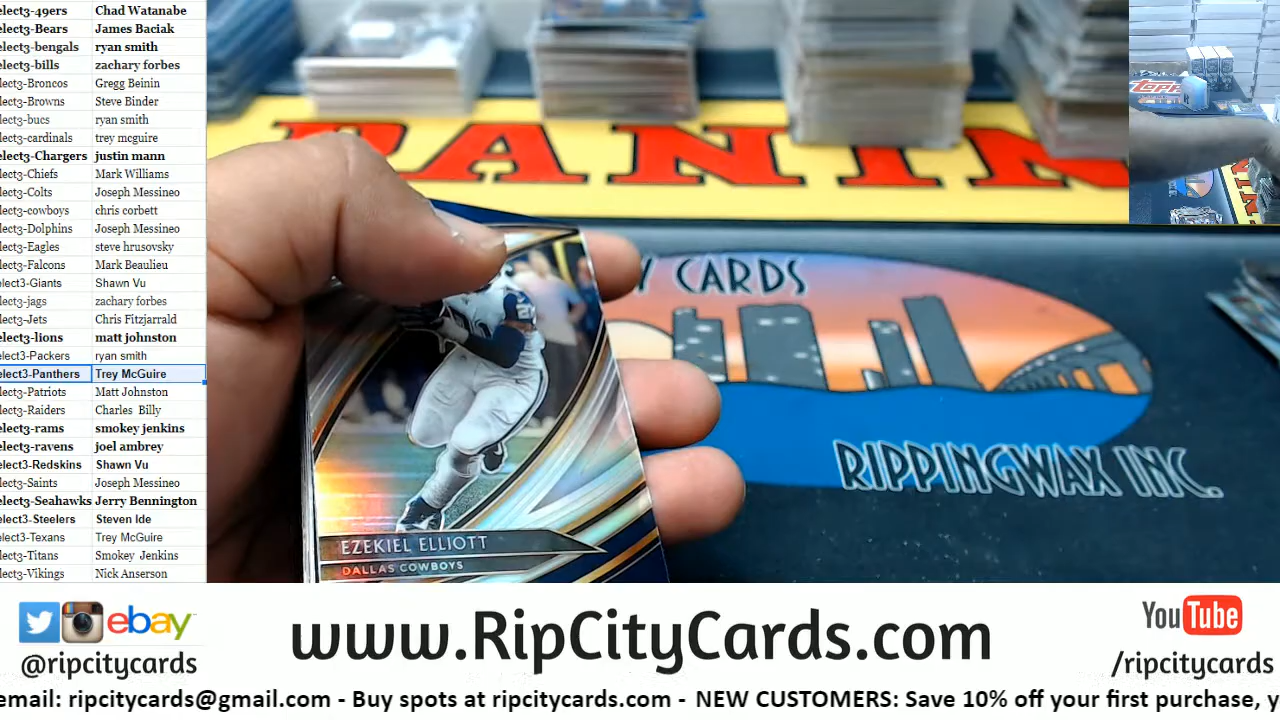 elect3-49ers Chad Watanabe
elect3-Bears James Baciak
elect3-bengals ryan smith
elect3-bills zachary forbes
elect3-Broncos Gregg Beinin
elect3-Browns Steve Binder
elect3-bucs ryan smith
elect3-cardinals trey mcguire
elect3-Chargers justin mann
elect3-Chiefs Mark Williams
elect3-Colts Joseph Messineo
elect3-cowboys chris corbett
elect3-Dolphins Joseph Messineo
elect3-Eagles steve hrusovsky
elect3-Falcons Mark Beaulieu
elect3-Giants Shawn Vu
elect3-jags zachary forbes
elect3-Jets Chris Fitzjarrald
elect3-lions matt johnston
elect3-Packers ryan smith
elect3-Panthers Trey McGuire
elect3-Patriots Matt Johnston
elect3-Raiders Charles Billy
elect3-rams smokey jenkins
elect3-ravens joel ambrey
elect3-Redskins Shawn Vu
elect3-Saints Joseph Messineo
elect3-Seahawks Jerry Bennington
elect3-Steelers Steven Ide
elect3-Texans Trey McGuire
elect3-Titans Smokey Jenkins
elect3-Vikings Nick Anserson
PANINI
TOPPS
Y CARDS
RIPPINGWAX INC.
EZEKIEL ELLIOTT
DALLAS COWBOYS
ebay
@ripcitycards
www.RipCityCards.com
YouTube
/ripcitycards
email: ripcitycards@gmail.com - Buy spots at ripcitycards.com - NEW CUSTOMERS: Save 10% off your first purchase, y